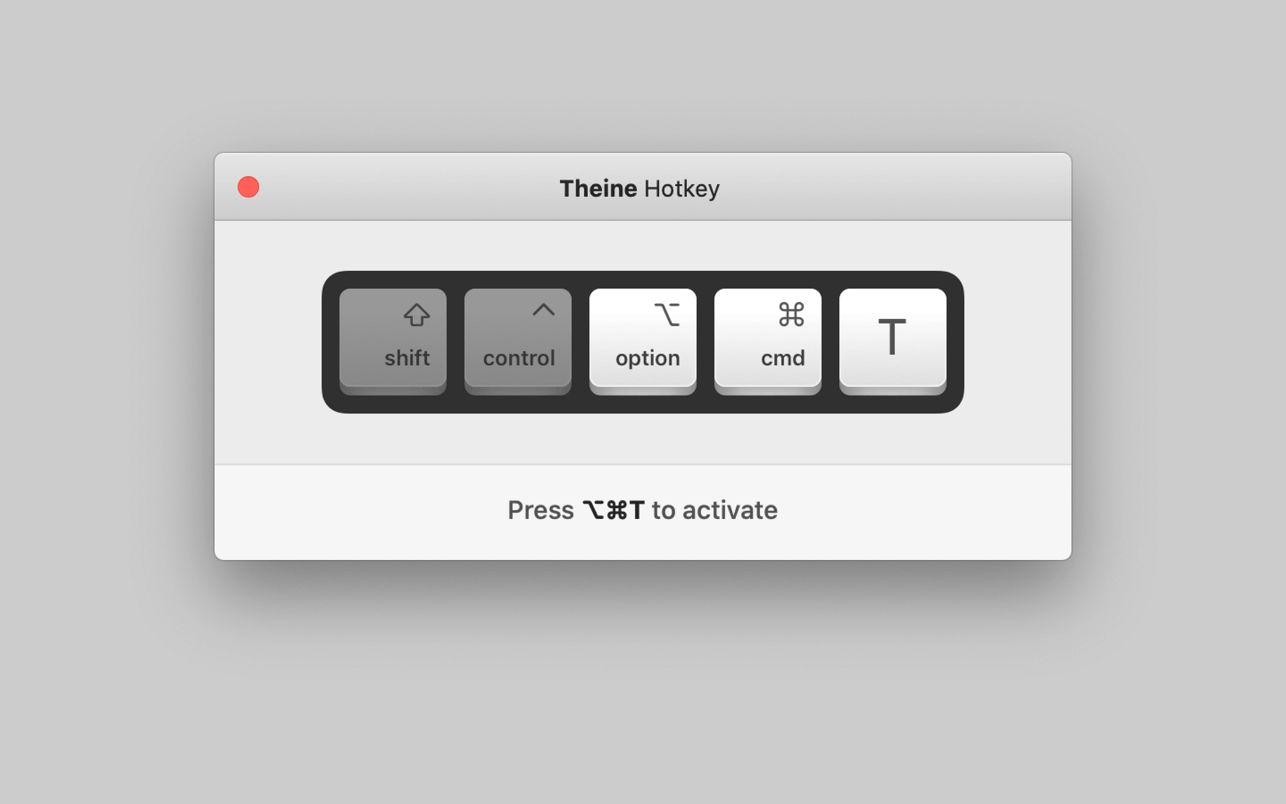 Theine Hotkey
⇧ ^ ⌥ ⌘ T
shift control option cmd
Press ⌥⌘T to activate